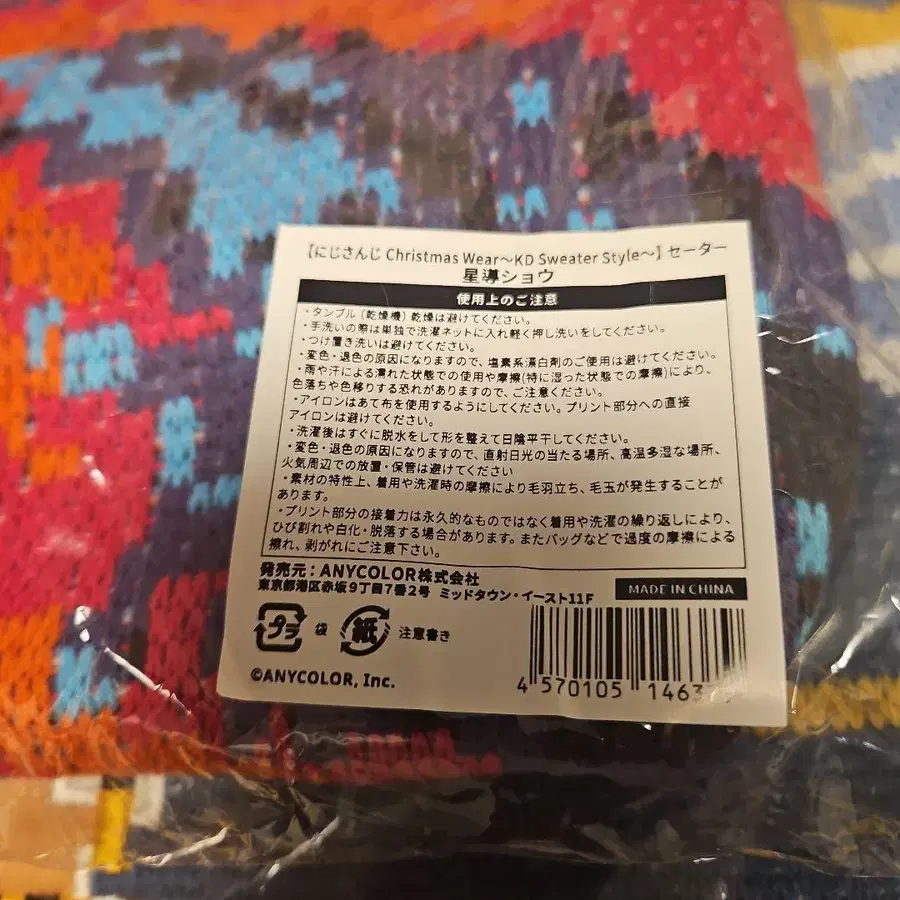 【にじさんじ Christmas Wear～KD Sweater Style～】セーター
星導ショウ
使用上のご注意
・タンブル（乾燥機）乾燥は避けてください。
・手洗いの際は単独で洗濯ネットに入れ軽く押し洗いをしてください。
・つけ置き洗いは避けてください。
・変色・退色の原因になりますので、塩素系漂白剤のご使用は避けてください。
・雨や汗による濡れた状態での使用や摩擦(特に湿った状態での摩擦)により、
色落ちや色移りする恐れがありますので、ご注意ください。
・アイロンはあて布を使用するようにしてください。プリント部分への直接
アイロンは避けてください。
・洗濯後はすぐに脱水をして形を整えて日陰平干してください。
・変色・退色の原因になりますので、直射日光の当たる場所、高温多湿な場所、
火気周辺での放置・保管は避けてください
・素材の特性上、着用や洗濯時の摩擦により毛羽立ち、毛玉が発生することが
あります。
・プリント部分の接着力は永久的なものではなく着用や洗濯の繰り返しにより、
ひび割れや白化・脱落する場合があります。またバッグなどで過度の摩擦による
擦れ、剥がれにご注意下さい。
発売元：ANYCOLOR株式会社
東京都港区赤坂9丁目7番2号 ミッドタウン・イースト11F
MADE IN CHINA
プラ 袋 紙 注意書き
©ANYCOLOR, Inc.
4 570105 1463